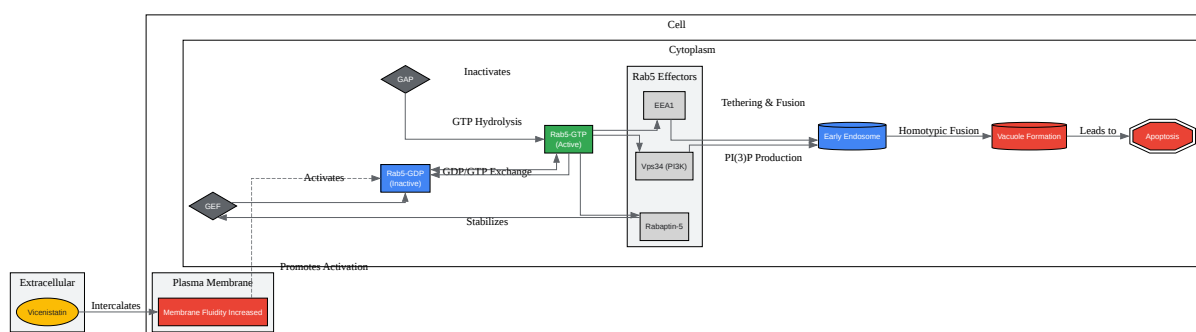 Cell
Cytoplasm
GAP
Inactivates
Rab5 Effectors
EEA1
Tethering & Fusion
GTP Hydrolysis
Rab5-GTP
(Active)
Early Endosome
Homotypic Fusion
Vacuole Formation
Leads to
Apoptosis
Vps34 (PI3K)
PI(3)P Production
Activates
Rab5-GDP
(Inactive)
GDP/GTP Exchange
GEF
Stabilizes
Rabaptin-5
Promotes Activation
Extracellular
Plasma Membrane
Vicenistatin
Intercalates
Membrane Fluidity Increased